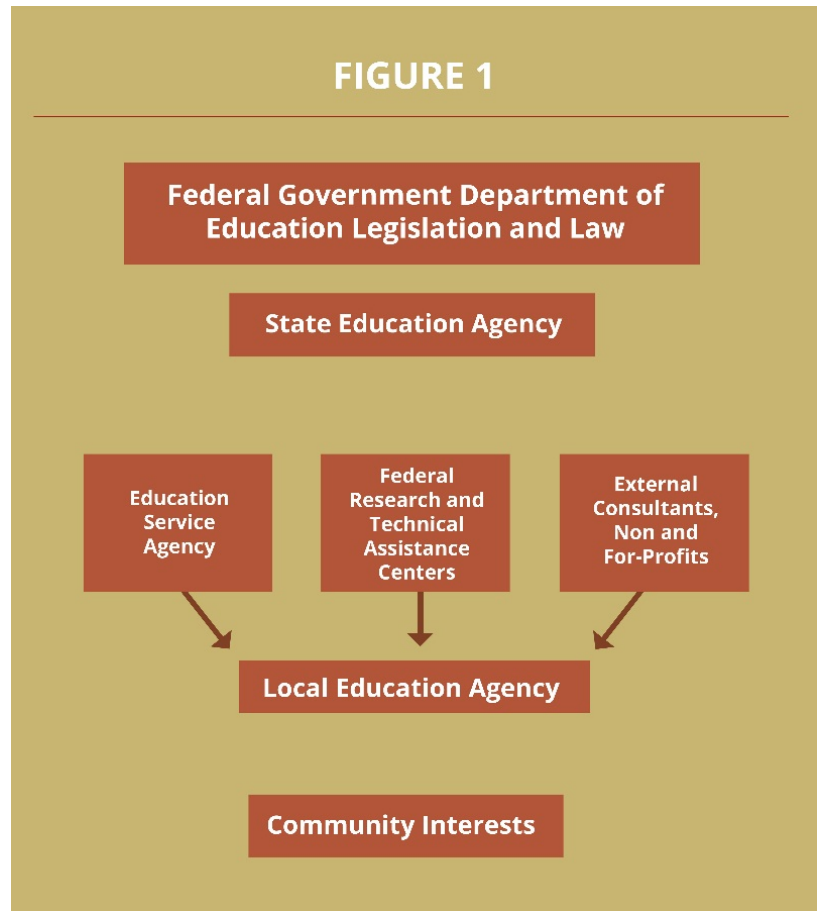 FIGURE 1
Federal Government Department of
Education Legislation and Law
State Education Agency
Education
Service
Agency
Federal
Research and
Technical
Assistance
Centers
External
Consultants,
Non and
For-Profits
Local Education Agency
Community Interests